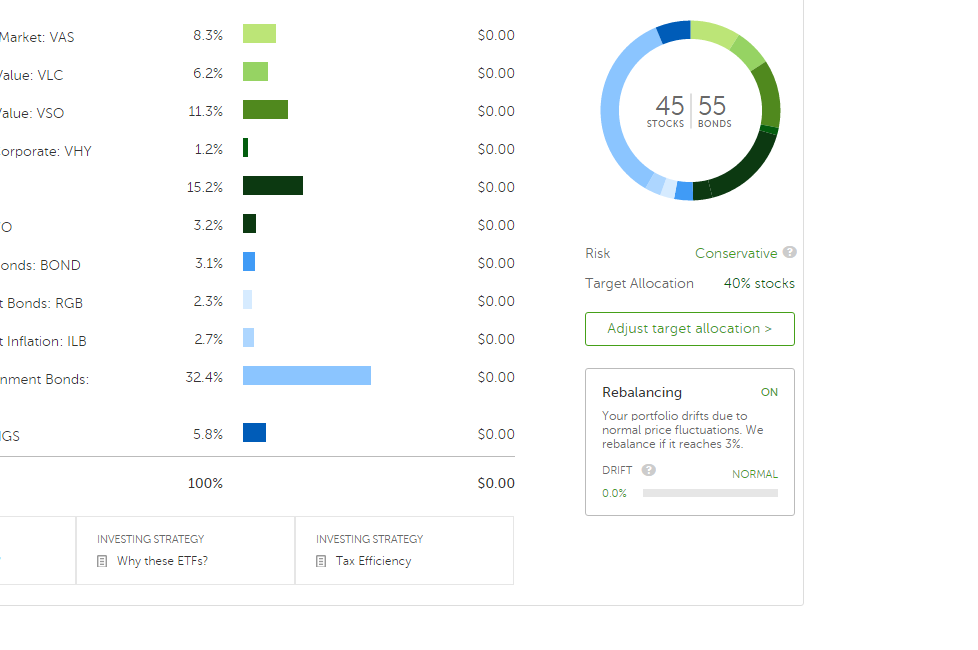 Market: VAS 8.3% $0.00
Value: VLC 6.2% $0.00
Value: VSO 11.3% $0.00
orporate: VHY 1.2% $0.00
15.2% $0.00
O 3.2% $0.00
onds: BOND 3.1% $0.00
t Bonds: RGB 2.3% $0.00
t Inflation: ILB 2.7% $0.00
nment Bonds: 32.4% $0.00
IGS 5.8% $0.00
100% $0.00
INVESTING STRATEGY
Why these ETFs?
INVESTING STRATEGY
Tax Efficiency
45 | 55
STOCKS BONDS
Risk Conservative ?
Target Allocation 40% stocks
Adjust target allocation >
Rebalancing ON
Your portfolio drifts due to
normal price fluctuations. We
rebalance if it reaches 3%.
DRIFT ? NORMAL
0.0%